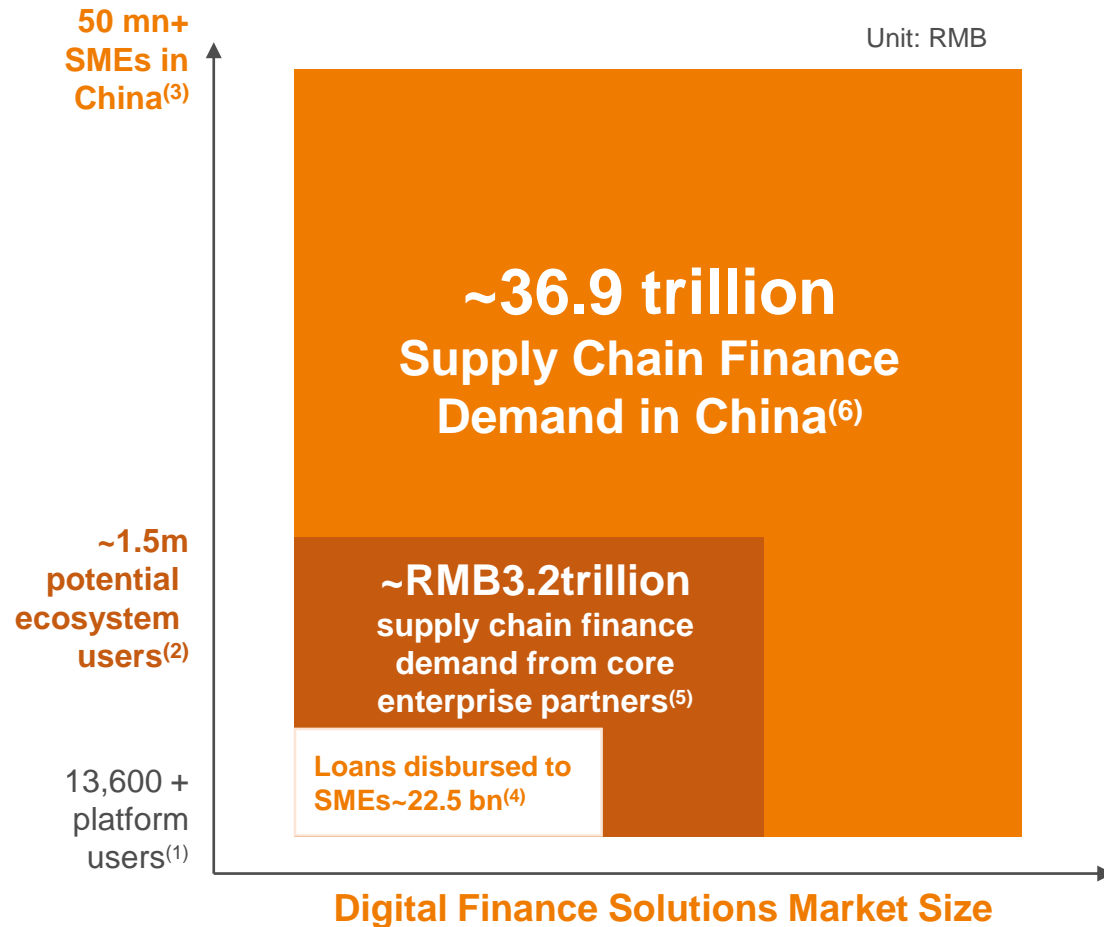 50 mn+
SMEs in
China(3)
Unit: RMB
~36.9 trillion
Supply Chain Finance
Demand in China(6)
~1.5m
potential
ecosystem
users(2)
~RMB3.2trillion
supply chain finance
demand from core
enterprise partners(5)
Loans disbursed to
SMEs~22.5 bn(4)
13,600 +
platform
users(1)
Digital Finance Solutions Market Size